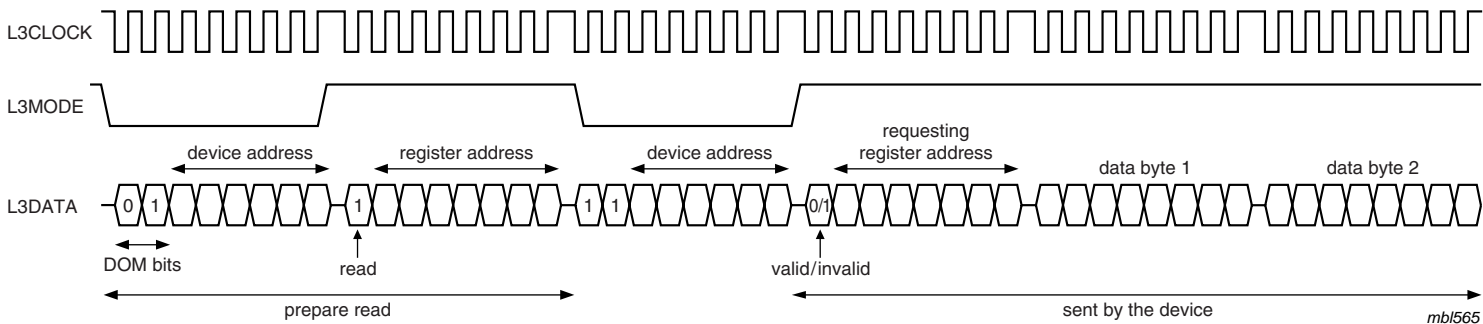 L3CLOCK
L3MODE
requesting
device address register address device address register address data byte 1 data byte 2
L3DATA 0 1 1 1 1 0/1
DOM bits read valid/invalid
prepare read sent by the device
mbl565